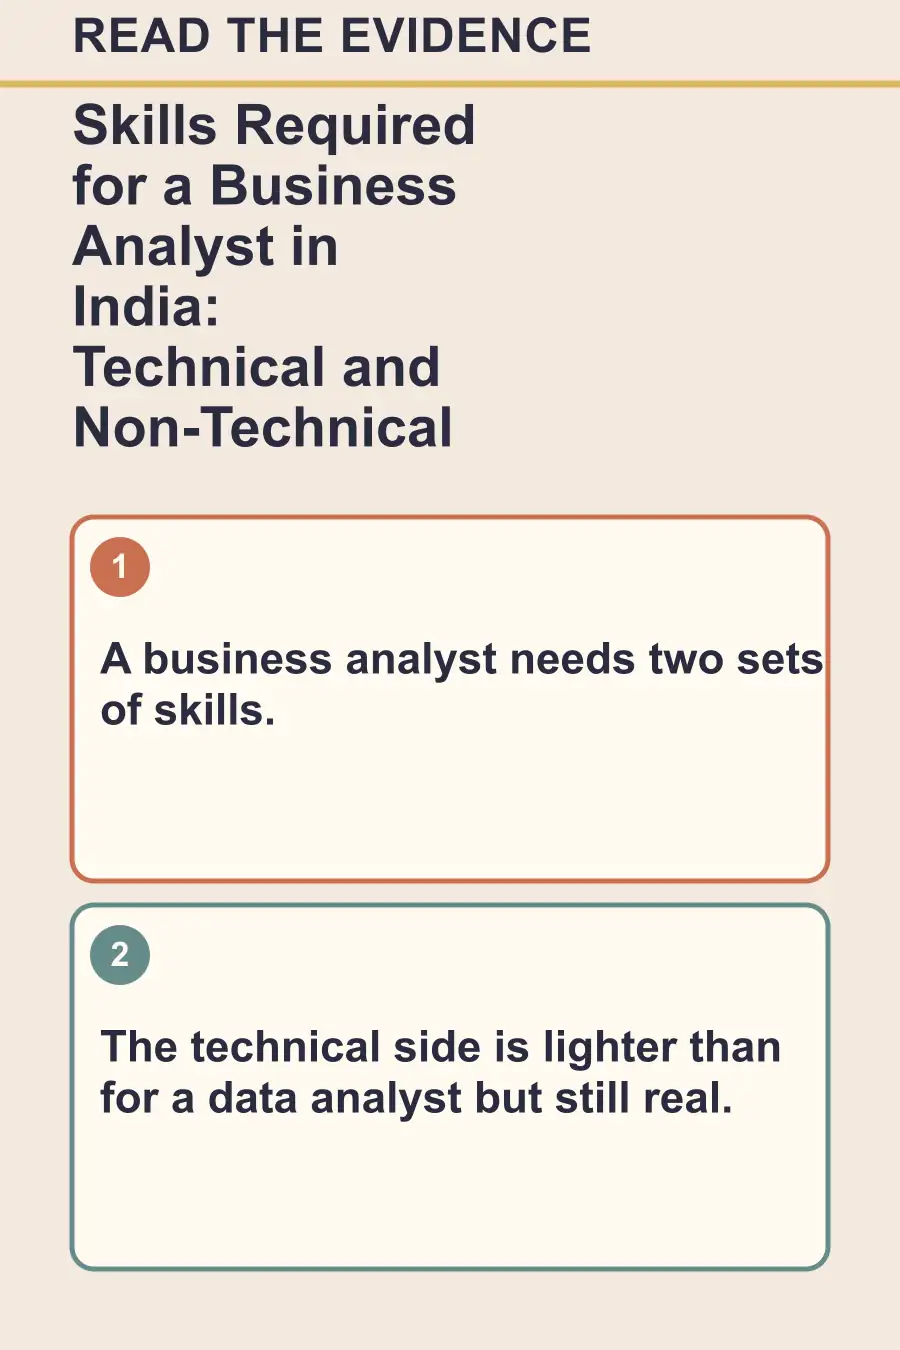 READ THE EVIDENCE
Skills Required
for a Business
Analyst in
India:
Technical and
Non-Technical
1
A business analyst needs two sets
of skills.
2
The technical side is lighter than
for a data analyst but still real.